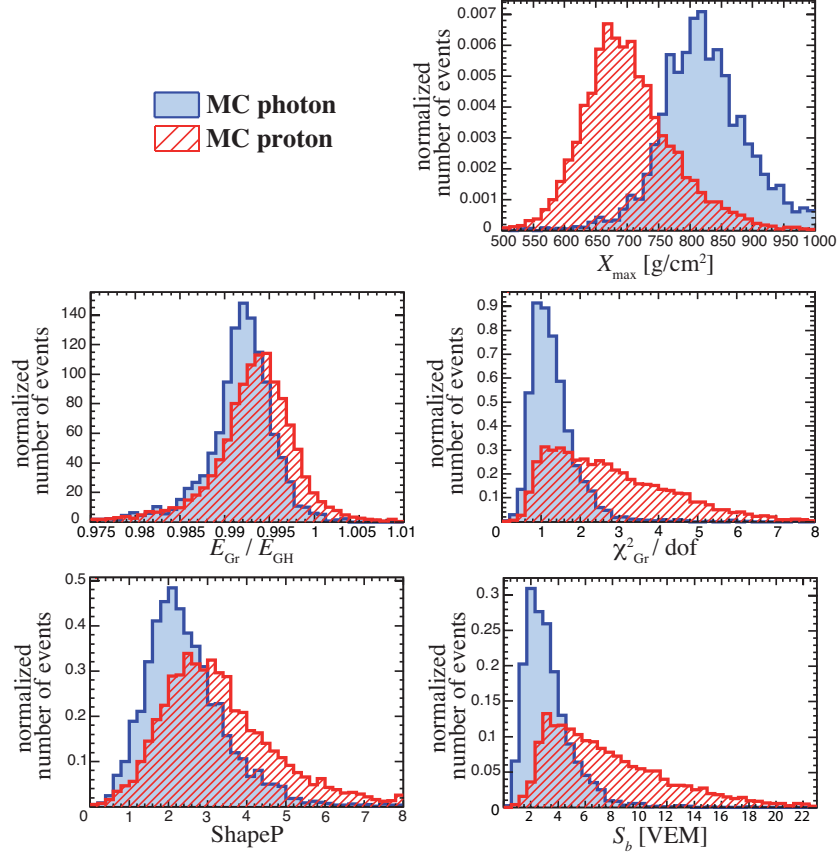 MC photon
MC proton
normalized
number of events
0.007
0.006
0.005
0.004
0.003
0.002
0.001
0
500 550 600 650 700 750 800 850 900 950 1000
Xmax [g/cm²]
normalized
number of events
140
120
100
80
60
40
20
0
0.975 0.98 0.985 0.99 0.995 1 1.005 1.01
E_Gr / E_GH
normalized
number of events
0.9
0.8
0.7
0.6
0.5
0.4
0.3
0.2
0.1
0 1 2 3 4 5 6 7 8
χ²_Gr / dof
normalized
number of events
0.5
0.4
0.3
0.2
0.1
0 1 2 3 4 5 6 7 8
ShapeP
normalized
number of events
0.3
0.25
0.2
0.15
0.1
0.05
0
2 4 6 8 10 12 14 16 18 20 22
S_b [VEM]